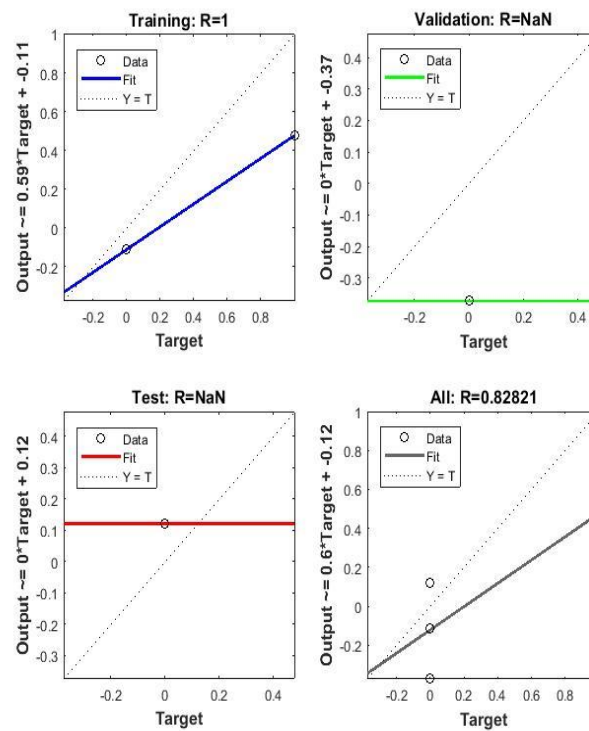 Training: R=1
Output ~= 0.59*Target + -0.11
1
0.8
0.6
0.4
0.2
0
-0.2
Data
Fit
Y = T
-0.2 0 0.2 0.4 0.6 0.8
Target
Validation: R=NaN
Output ~= 0*Target + -0.37
0.4
0.3
0.2
0.1
0
-0.1
-0.2
-0.3
Data
Fit
Y = T
-0.2 0 0.2 0.4
Target
Test: R=NaN
Output ~= 0*Target + 0.12
0.4
0.3
0.2
0.1
0
-0.1
-0.2
-0.3
Data
Fit
Y = T
-0.2 0 0.2 0.4
Target
All: R=0.82821
Output ~= 0.6*Target + -0.12
1
0.8
0.6
0.4
0.2
0
-0.2
Data
Fit
Y = T
-0.2 0 0.2 0.4 0.6 0.8
Target